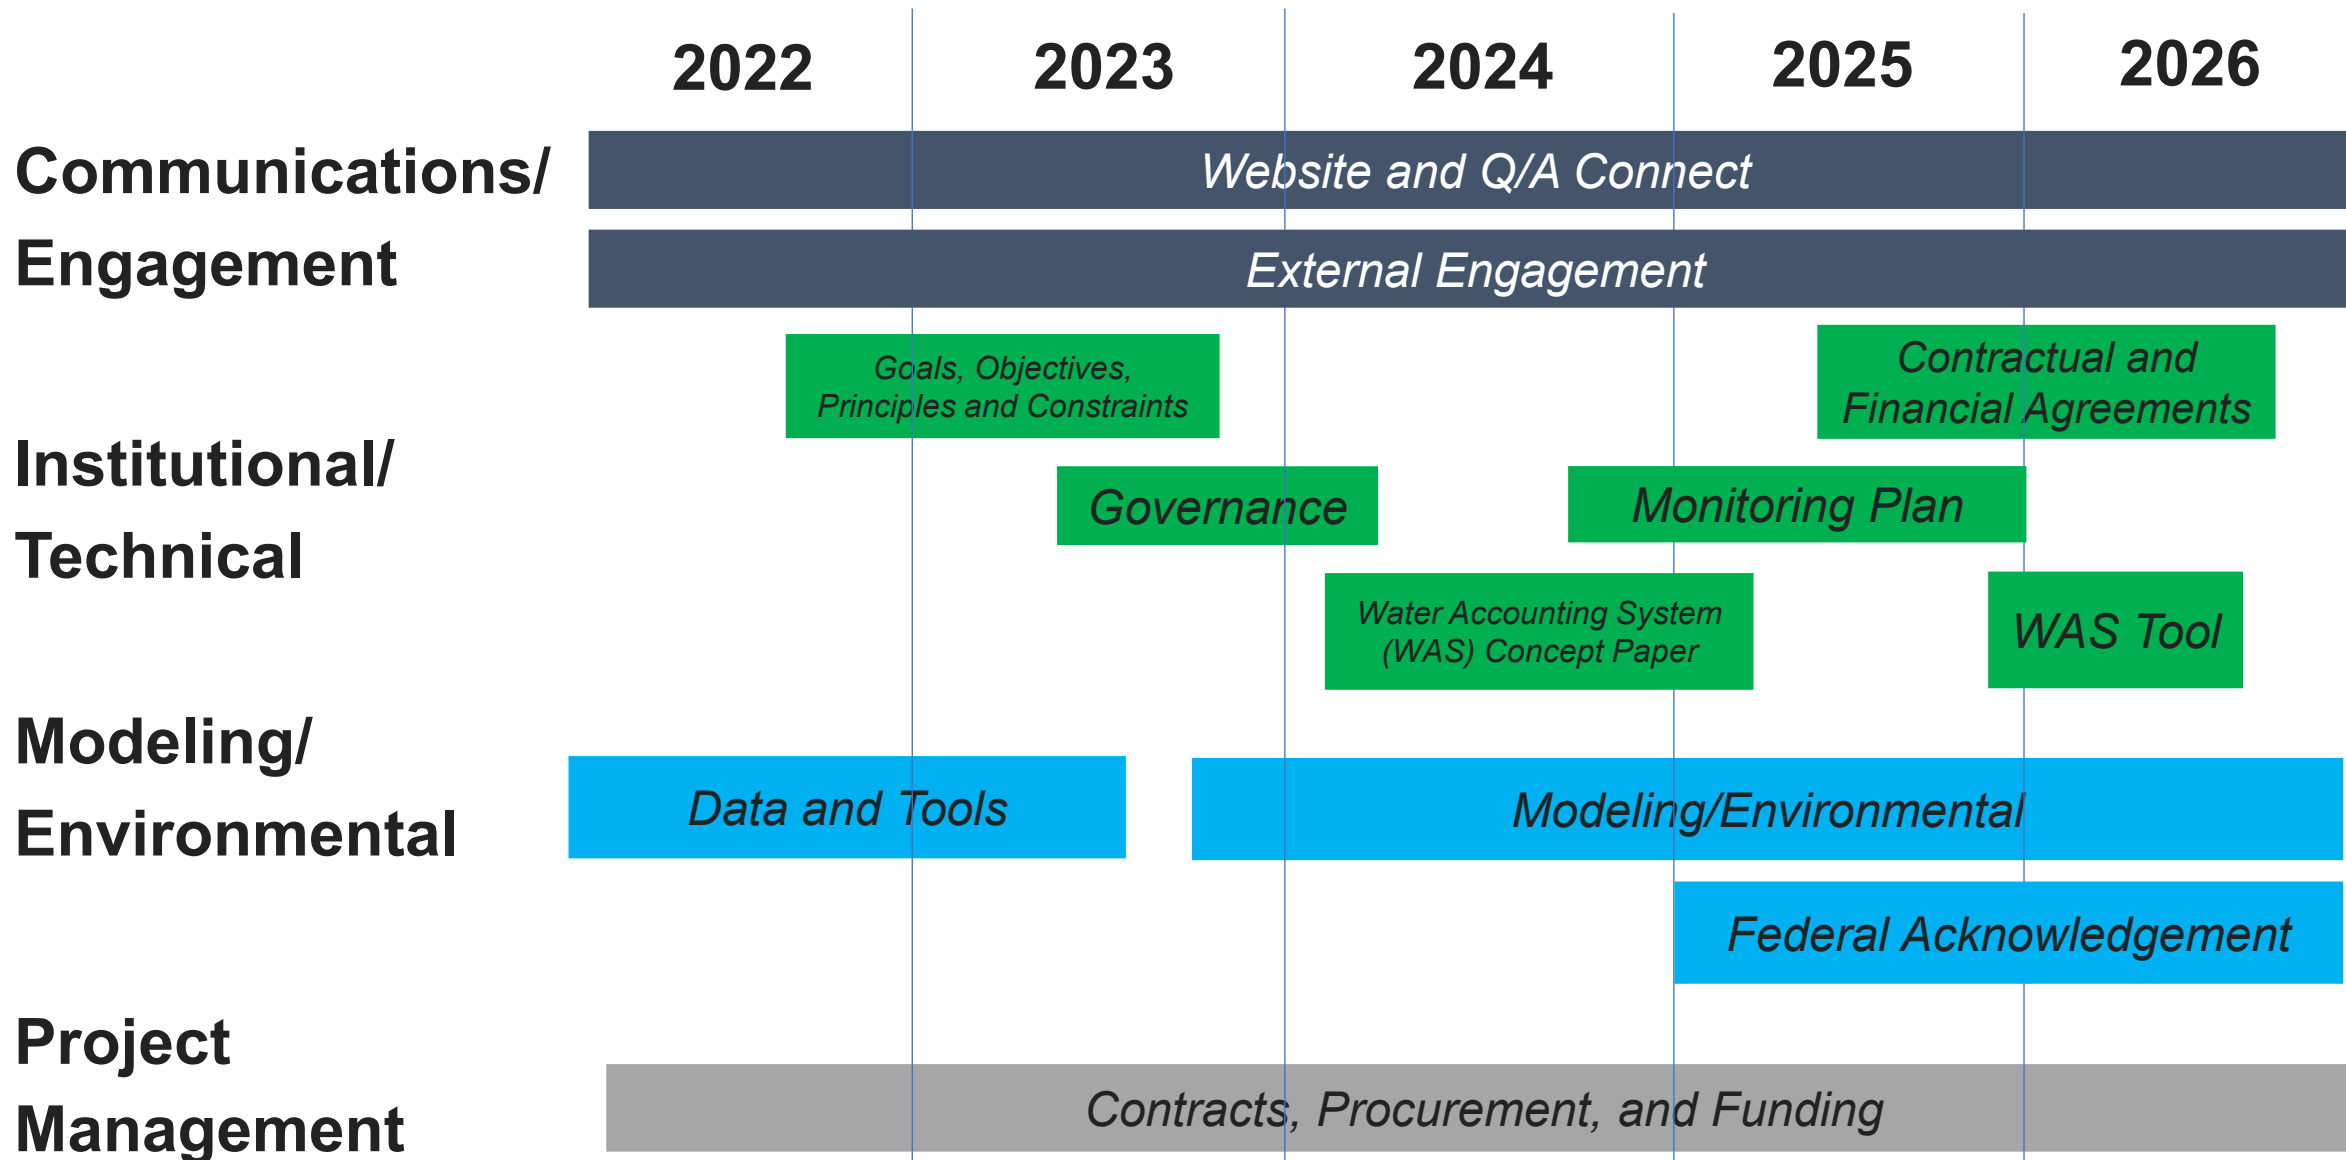 2022 2023 2024 2025 2026
Communications/
Engagement
Website and Q/A Connect
External Engagement
Institutional/
Technical
Goals, Objectives,
Principles and Constraints
Contractual and
Financial Agreements
Governance
Monitoring Plan
Water Accounting System
(WAS) Concept Paper
WAS Tool
Modeling/
Environmental
Data and Tools
Modeling/Environmental
Federal Acknowledgement
Project
Management
Contracts, Procurement, and Funding